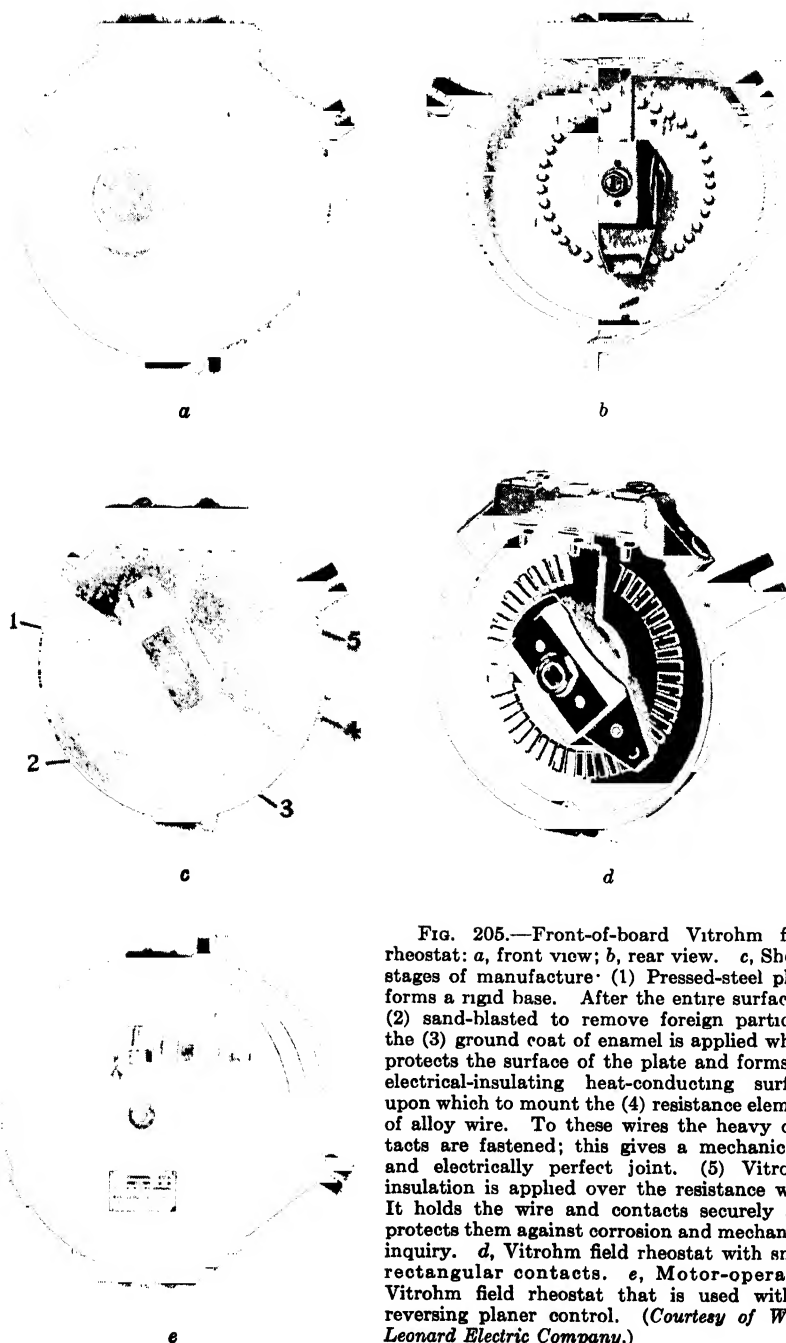 a
b
1
5
4
2
3
c
d
e
FIG. 205.—Front-of-board Vitrohm f
rheostat: a, front view; b, rear view. c, Sho
stages of manufacture· (1) Pressed-steel pl
forms a rigid base. After the entire surfac
(2) sand-blasted to remove foreign partic
the (3) ground coat of enamel is applied wh
protects the surface of the plate and forms
electrical-insulating heat-conducting surf
upon which to mount the (4) resistance elem
of alloy wire. To these wires the heavy c
tacts are fastened; this gives a mechanic
and electrically perfect joint. (5) Vitro
insulation is applied over the resistance w
It holds the wire and contacts securely
protects them against corrosion and mechan
inquiry. d, Vitrohm field rheostat with sm
rectangular contacts. e, Motor-opera
Vitrohm field rheostat that is used with
reversing planer control. (Courtesy of W
Leonard Electric Company.)